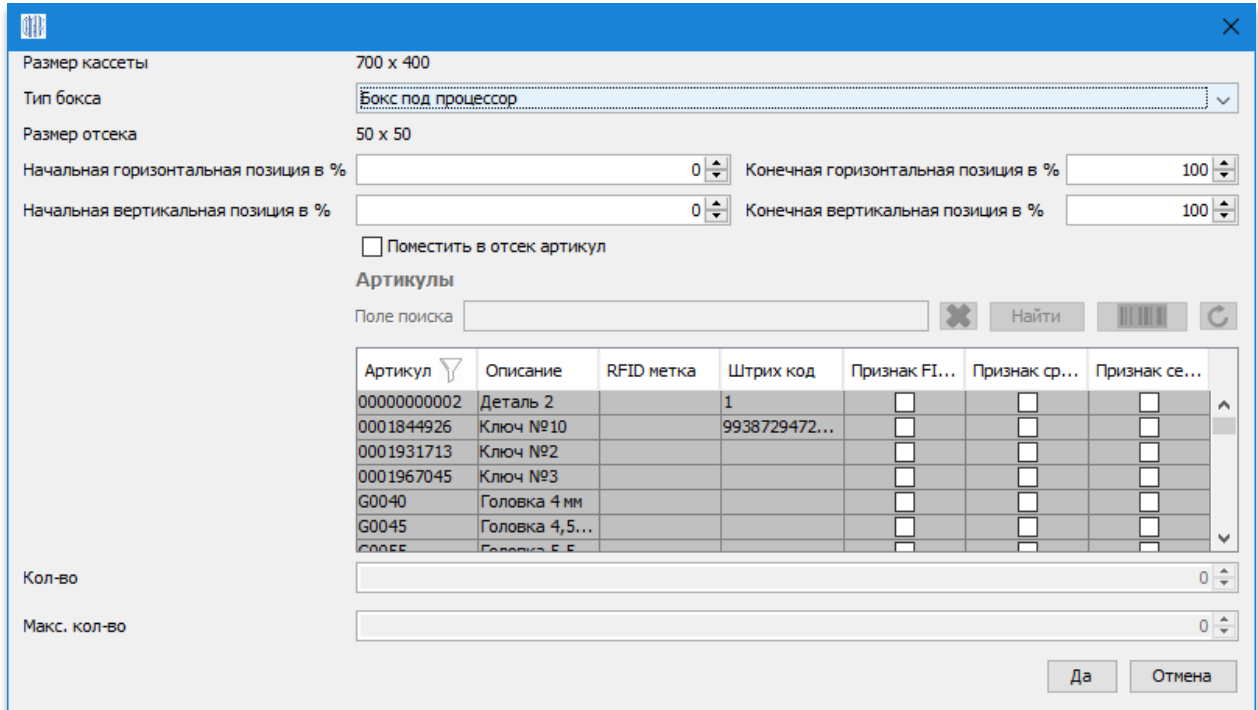 Размер кассеты 700 x 400
Тип бокса Бокс под процессор
Размер отсека 50 x 50
Начальная горизонтальная позиция в % 0 Конечная горизонтальная позиция в % 100
Начальная вертикальная позиция в % 0 Конечная вертикальная позиция в % 100
Поместить в отсек артикул
Артикулы
Поле поиска Найти
Артикул Описание RFID метка Штрих код Признак FI... Признак ср... Признак се...
00000000002 Деталь 2 1
0001844926 Ключ №10 9938729472...
0001931713 Ключ №2
0001967045 Ключ №3
G0040 Головка 4 мм
G0045 Головка 4,5...
G0055 Головка 5,5
Кол-во 0
Макс. кол-во 0
Да Отмена